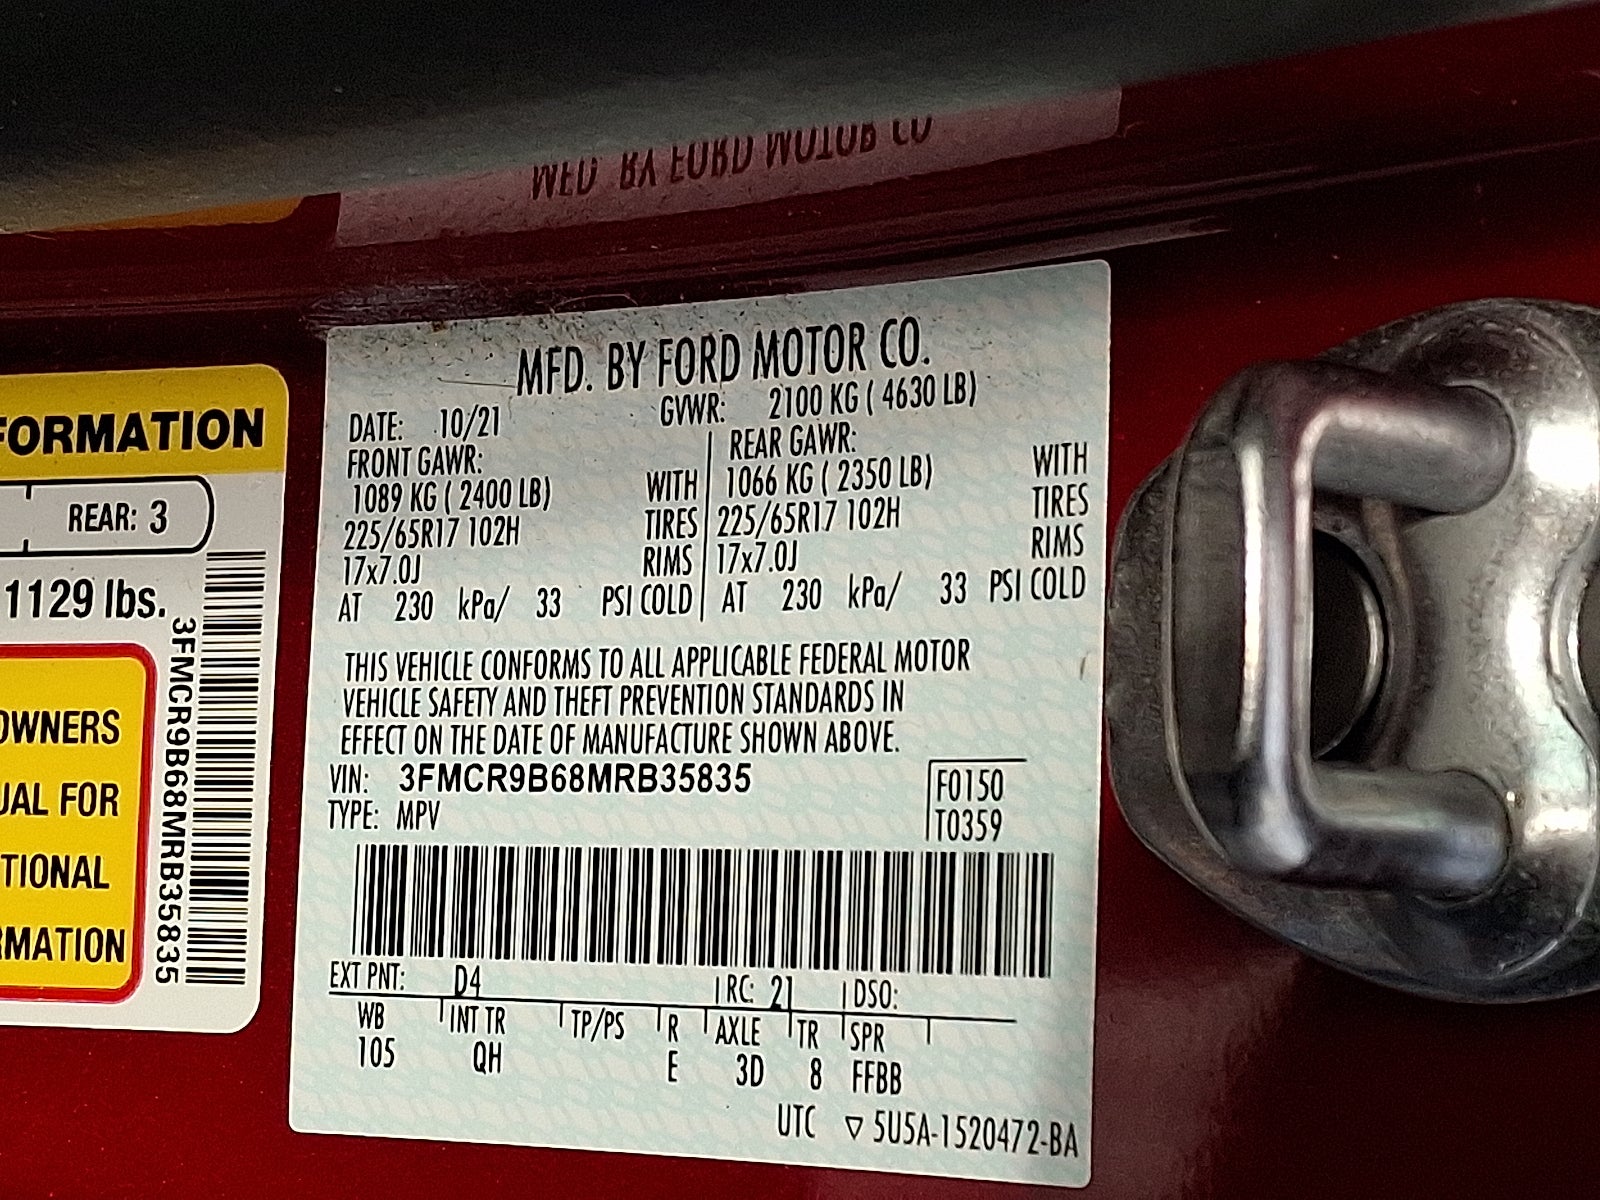 MFD. BY FORD MOTOR CO
FORMATION
REAR: 3
1129 lbs.
3FMCR9B68MRB35835
OWNERS
UAL FOR
TIONAL
RMATION
MFD. BY FORD MOTOR CO.
DATE: 10/21 GVWR: 2100 KG ( 4630 LB)
FRONT GAWR: REAR GAWR:
1089 KG ( 2400 LB) WITH 1066 KG ( 2350 LB) WITH
225/65R17 102H TIRES 225/65R17 102H TIRES
17x7.0J RIMS 17x7.0J RIMS
AT 230 kPa/ 33 PSI COLD AT 230 kPa/ 33 PSI COLD
THIS VEHICLE CONFORMS TO ALL APPLICABLE FEDERAL MOTOR
VEHICLE SAFETY AND THEFT PREVENTION STANDARDS IN
EFFECT ON THE DATE OF MANUFACTURE SHOWN ABOVE.
VIN: 3FMCR9B68MRB35835 F0150
TYPE: MPV T0359
EXT PNT: D4 RC: 21 DSO:
WB INT TR TP/PS R AXLE TR SPR
105 QH E 3D 8 FFBB
UTC ▽ 5U5A-1520472-BA